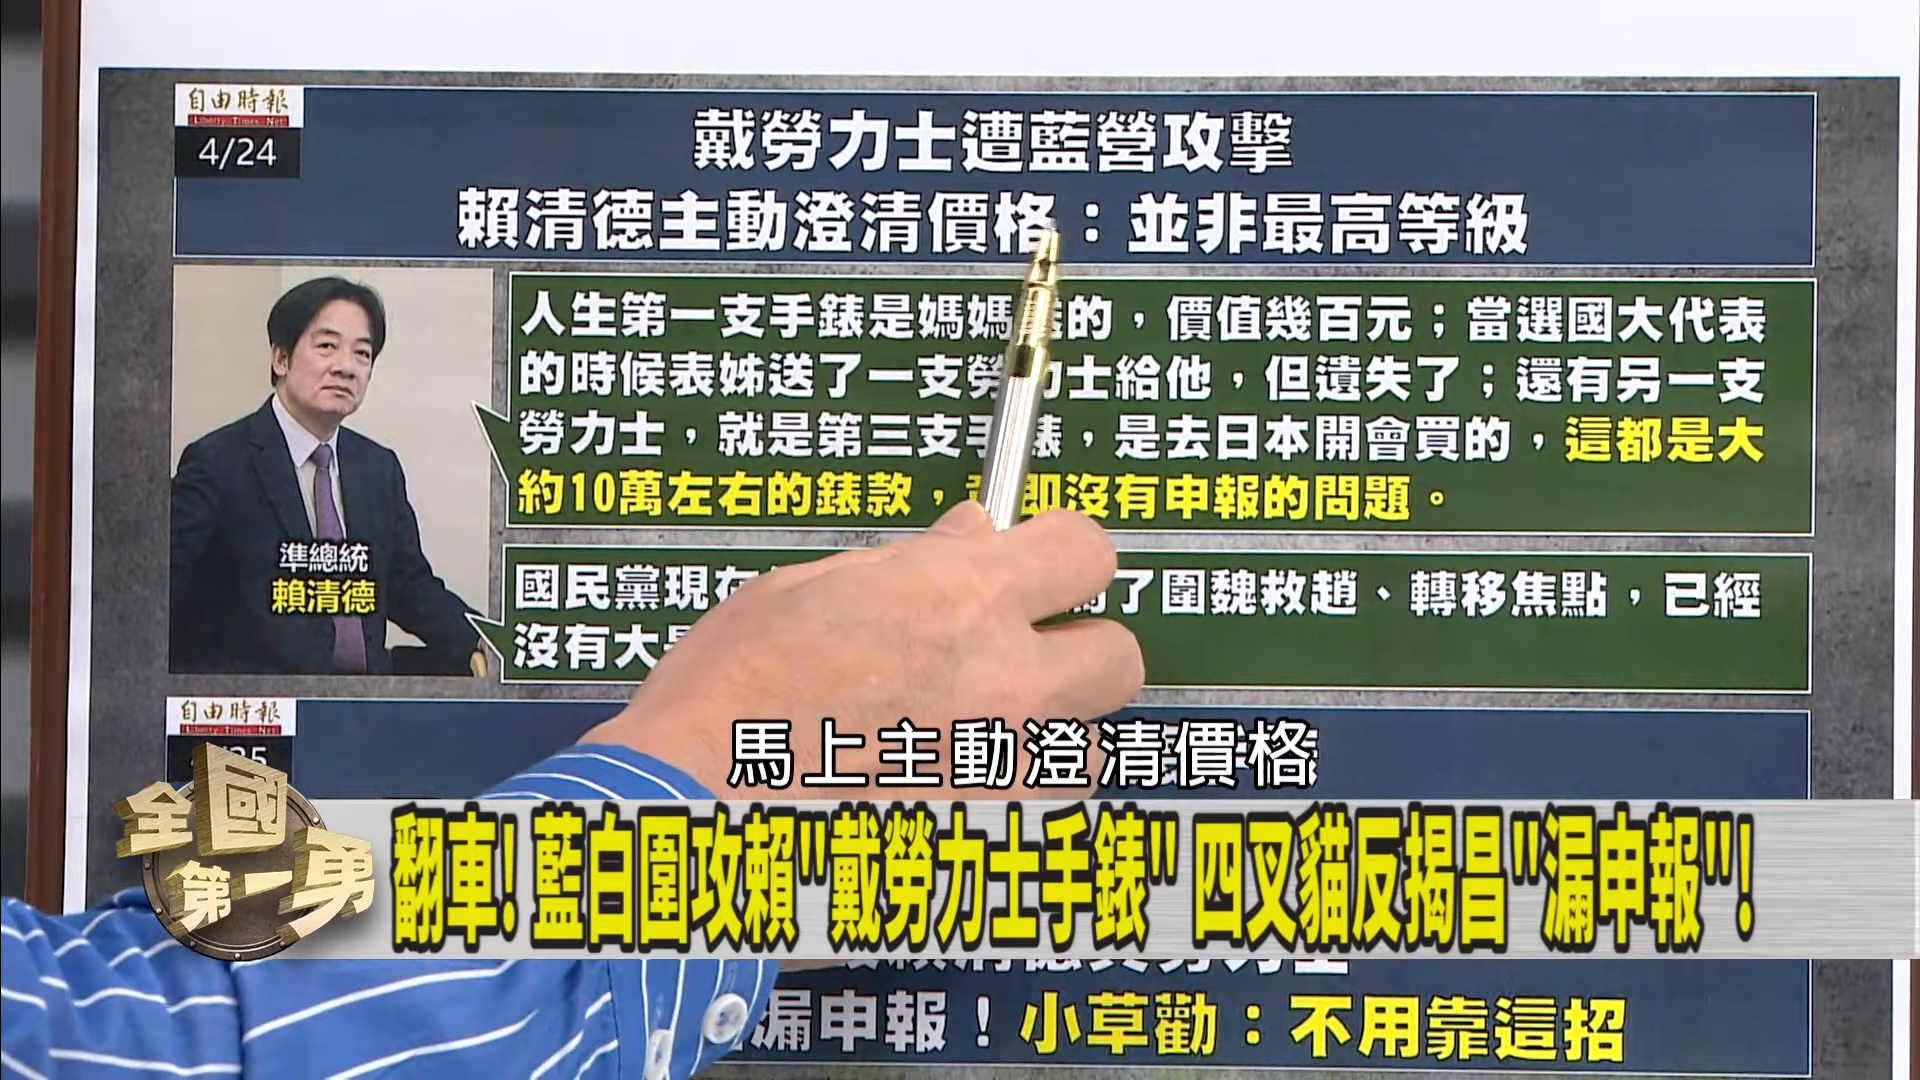 自由時報
Liberty Times Net
4/24
戴勞力士遭藍營攻擊
賴清德主動澄清價格：並非最高等級
人生第一支手錶是媽媽的，價值幾百元；當選國大代表
的時候表姊送了一支勞力士給他，但遺失了；還有另一支
勞力士，就是第三支手錶，是去日本開會買的，這都是大
約10萬左右的錶款，即沒有申報的問題。
準總統
賴清德
國民黨現在 了圍魏救趙、轉移焦點，已經
沒有大
自由時報
Liberty Times Net
馬上主動澄清價格
全國第一勇
翻車!藍白圍攻賴"戴勞力士手錶" 四叉貓反揭昌"漏申報"!
漏申報！小草勸：不用靠這招